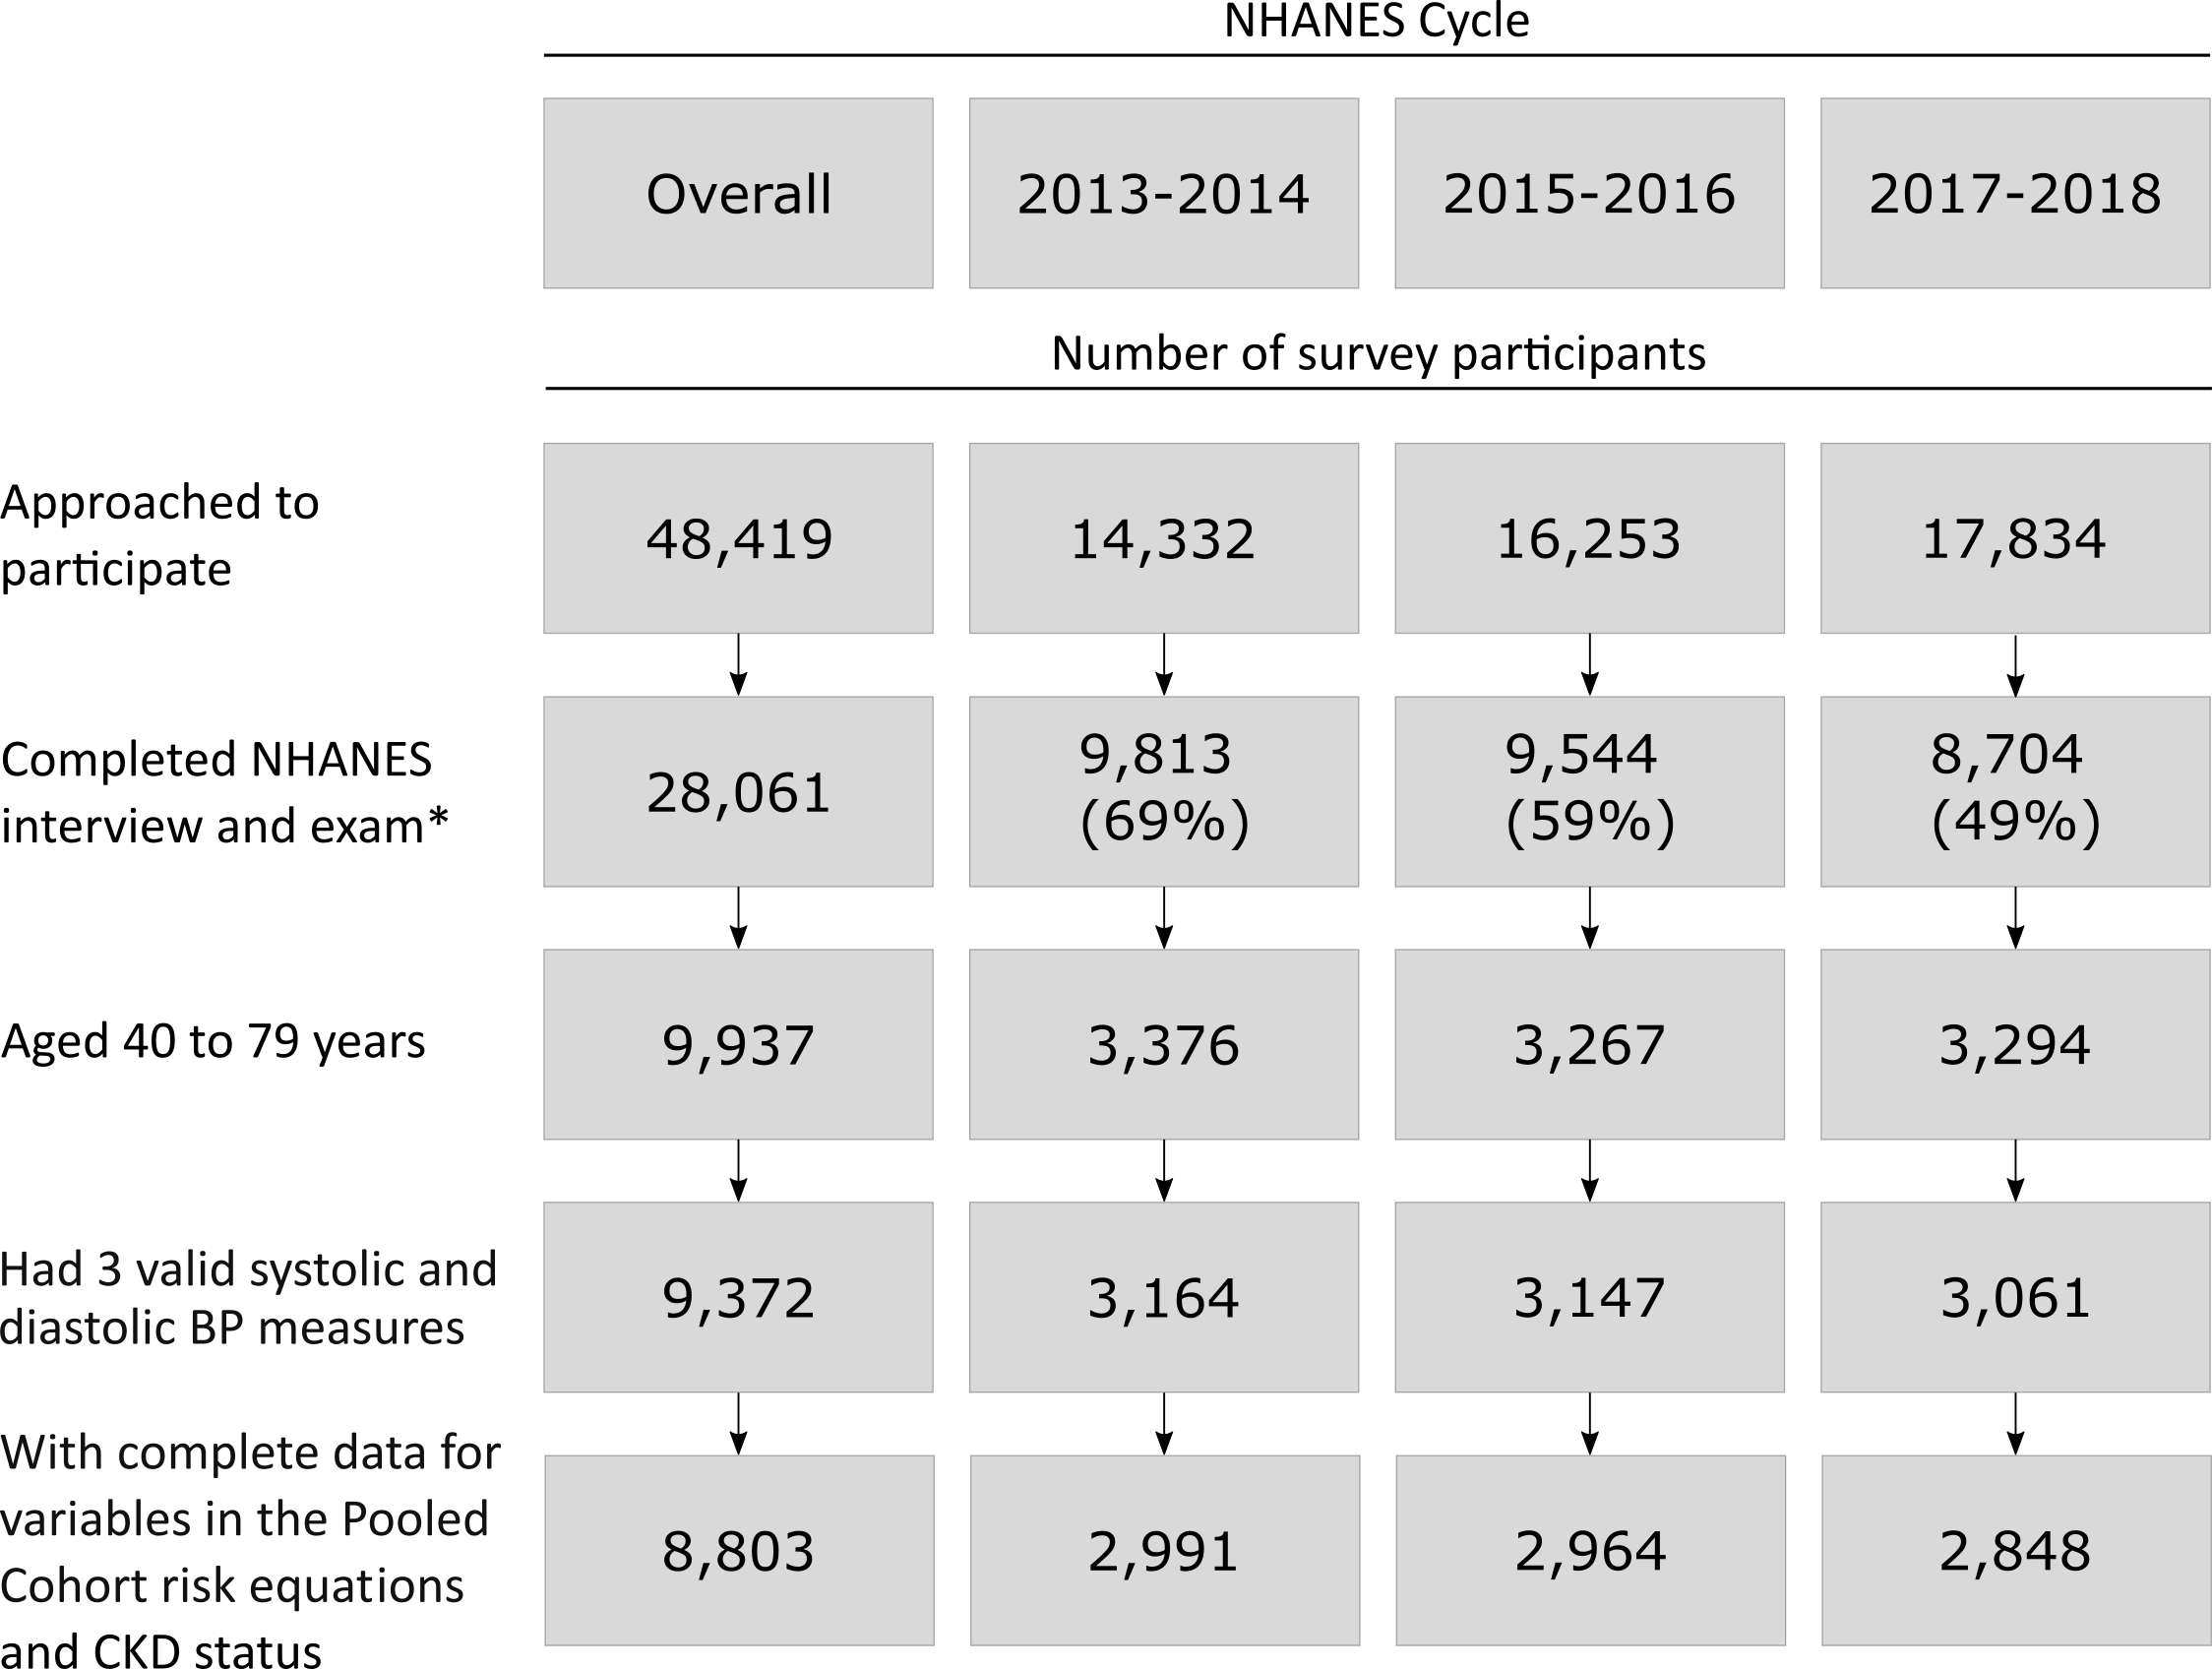 NHANES Cycle
Overall
2013-2014
2015-2016
2017-2018
Number of survey participants
Approached to
participate
48,419
14,332
16,253
17,834
Completed NHANES
interview and exam*
28,061
9,813
(69%)
9,544
(59%)
8,704
(49%)
Aged 40 to 79 years
9,937
3,376
3,267
3,294
Had 3 valid systolic and
diastolic BP measures
9,372
3,164
3,147
3,061
With complete data for
variables in the Pooled
Cohort risk equations
and CKD status
8,803
2,991
2,964
2,848